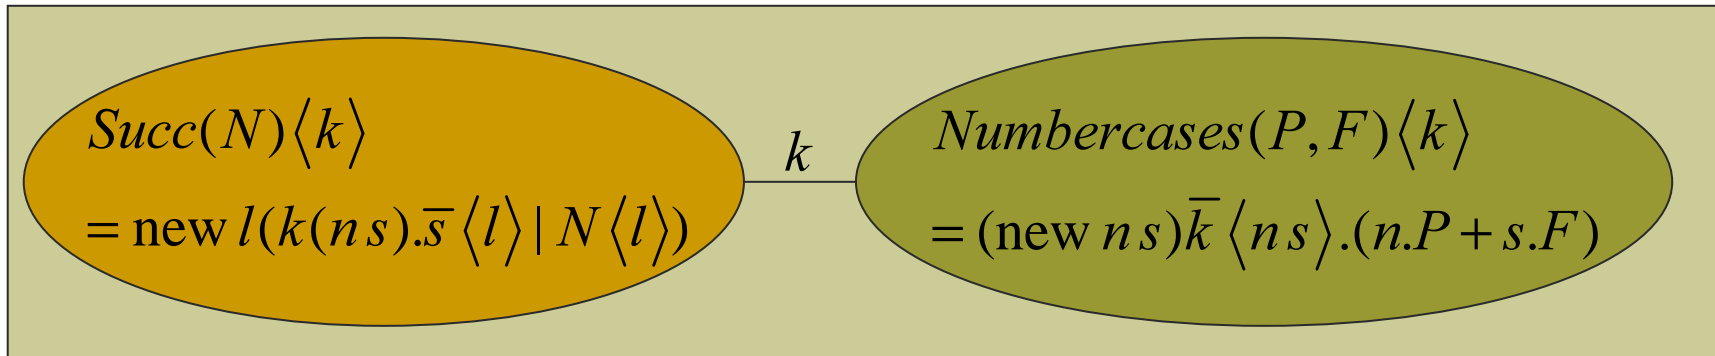 Succ(N)⟨k⟩
= new l(k(n s).s̅⟨l⟩ | N⟨l⟩)
k
Numbercases(P, F)⟨k⟩
= (new n s)k̅⟨n s⟩.(n.P + s.F)